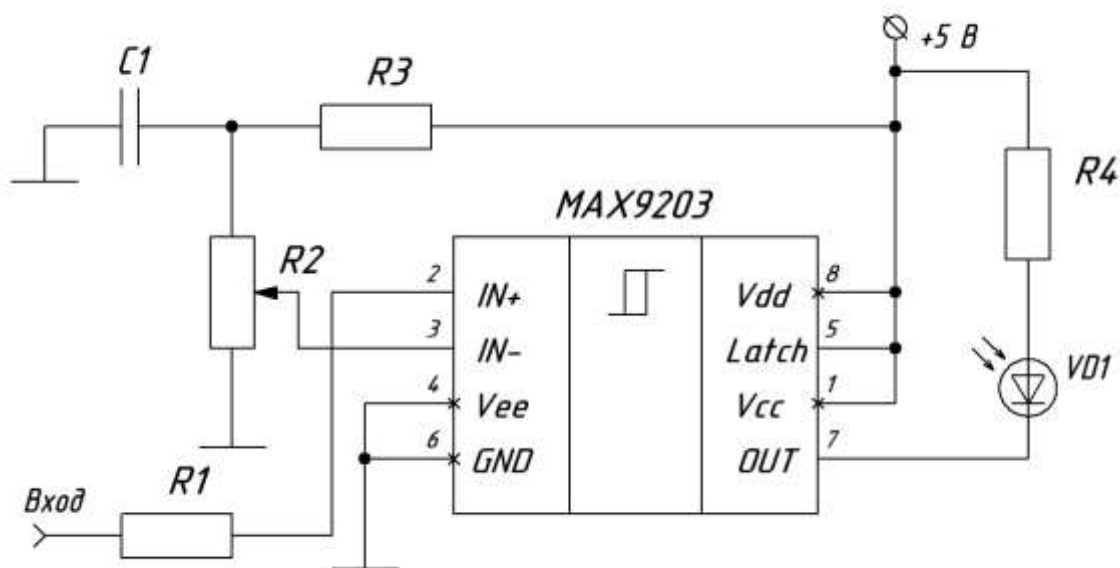 +5 В
C1
R3
R4
MAX9203
R2
2
IN+
Vdd
8
3
IN-
Latch
5
4
Vee
Vcc
1
6
GND
OUT
7
VD1
R1
Вход